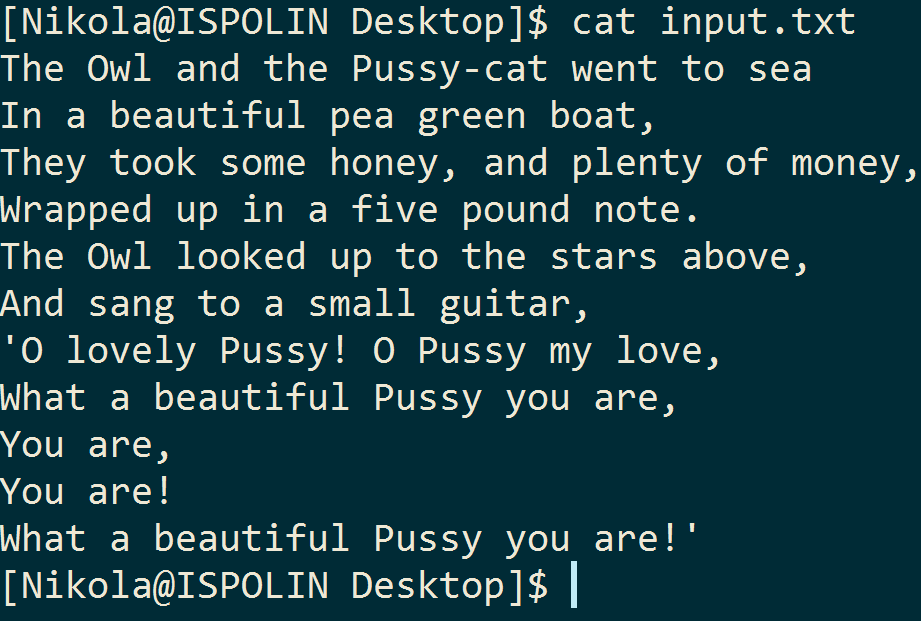 [Nikola@ISPOLIN Desktop]$ cat input.txt
The Owl and the Pussy-cat went to sea
In a beautiful pea green boat,
They took some honey, and plenty of money,
Wrapped up in a five pound note.
The Owl looked up to the stars above,
And sang to a small guitar,
'O lovely Pussy! O Pussy my love,
What a beautiful Pussy you are,
You are,
You are!
What a beautiful Pussy you are!'
[Nikola@ISPOLIN Desktop]$